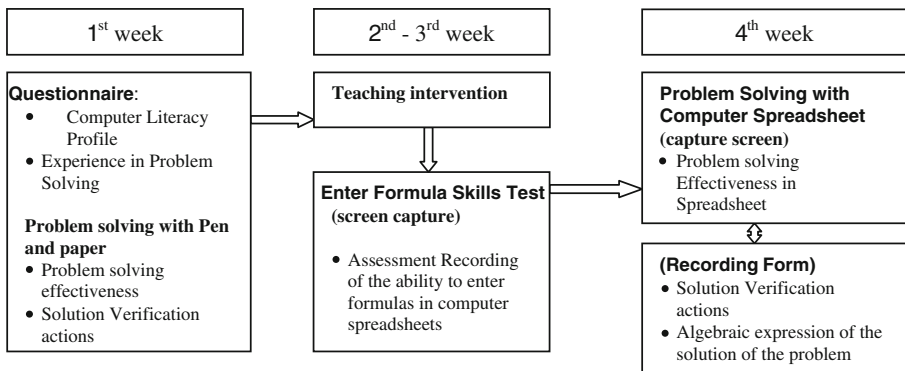 1st week
Questionnaire:
• Computer Literacy
Profile
• Experience in Problem
Solving
Problem solving with Pen
and paper
• Problem solving
effectiveness
• Solution Verification
actions
2nd - 3rd week
Teaching intervention
Enter Formula Skills Test
(screen capture)
• Assessment Recording
of the ability to enter
formulas in computer
spreadsheets
4th week
Problem Solving with
Computer Spreadsheet
(capture screen)
• Problem solving
Effectiveness in
Spreadsheet
(Recording Form)
• Solution Verification
actions
• Algebraic expression of the
solution of the problem